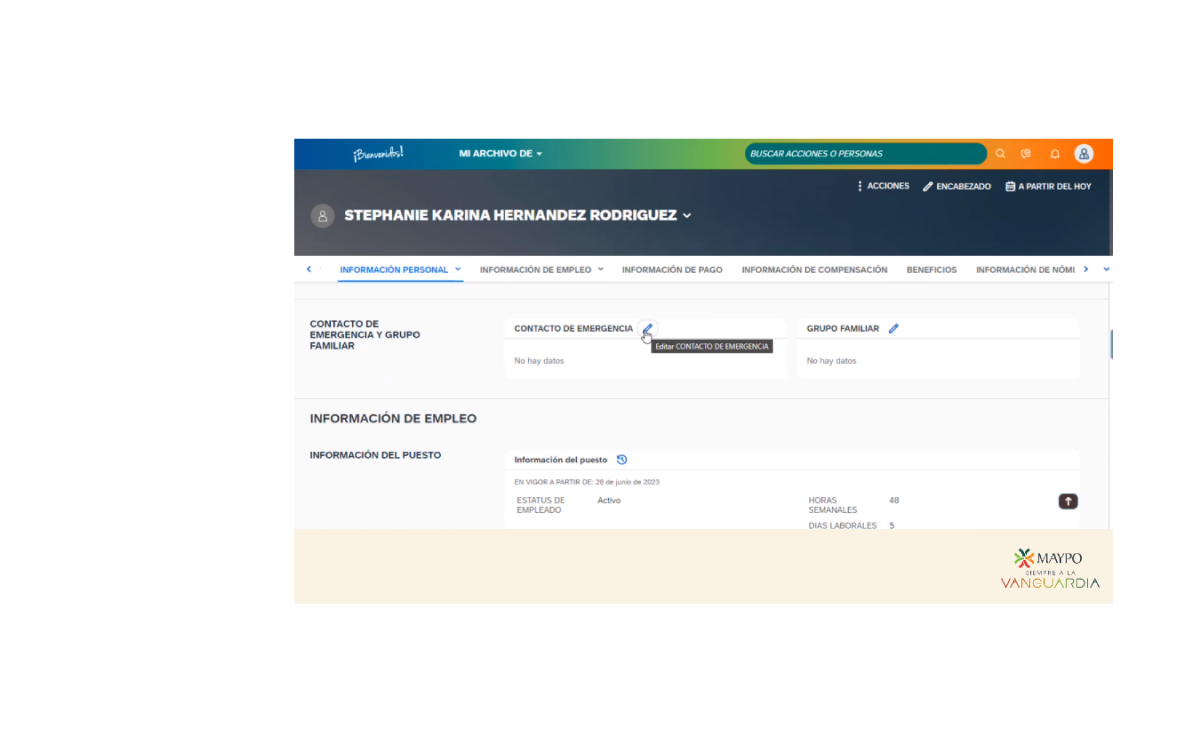 ¡Bienvenid@s!
MI ARCHIVO DE
BUSCAR ACCIONES O PERSONAS
ACCIONES
ENCABEZADO
A PARTIR DEL HOY
STEPHANIE KARINA HERNANDEZ RODRIGUEZ
INFORMACIÓN PERSONAL
INFORMACIÓN DE EMPLEO
INFORMACIÓN DE PAGO
INFORMACIÓN DE COMPENSACIÓN
BENEFICIOS
INFORMACIÓN DE NÓMI
CONTACTO DE
EMERGENCIA Y GRUPO
FAMILIAR
CONTACTO DE EMERGENCIA
Editar CONTACTO DE EMERGENCIA
No hay datos
GRUPO FAMILIAR
No hay datos
INFORMACIÓN DE EMPLEO
INFORMACIÓN DEL PUESTO
Información del puesto
EN VIGOR A PARTIR DE: 26 de junio de 2023
ESTATUS DE
EMPLEADO
Activo
HORAS
SEMANALES
48
DIAS LABORALES 5
MAYPO
SIEMPRE A LA
VANGUARDIA